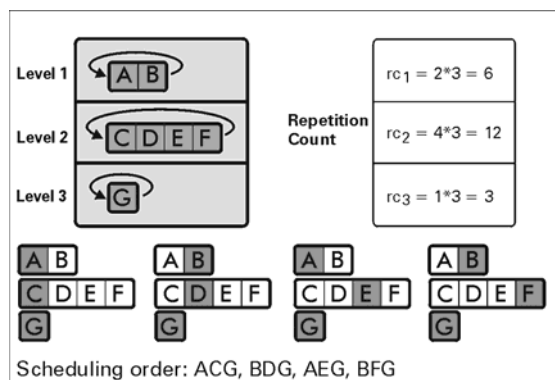 Level 1
A B
Level 2
C D E F
Level 3
G
Repetition
Count
rc1 = 2*3 = 6
rc2 = 4*3 = 12
rc3 = 1*3 = 3
A B
C D E F
G
A B
C D E F
G
A B
C D E F
G
A B
C D E F
G
Scheduling order: ACG, BDG, AEG, BFG